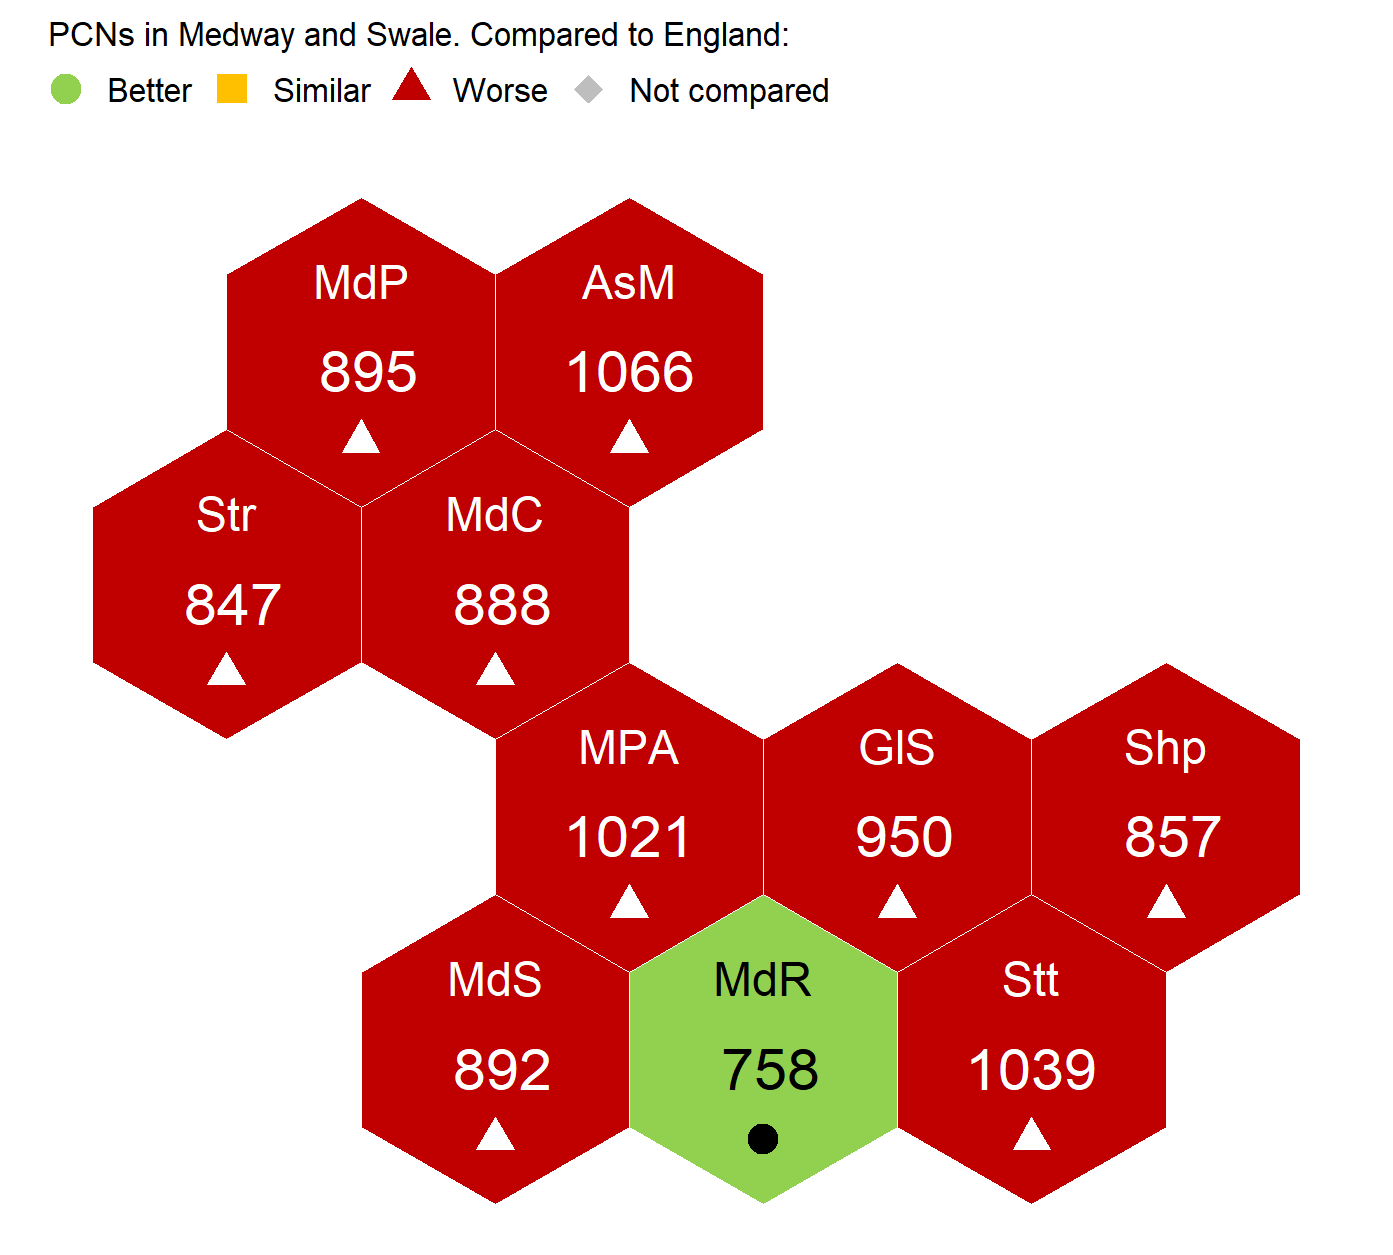 PCNs in Medway and Swale. Compared to England:
Better Similar Worse Not compared
MdP AsM
895 1066
Str MdC
847 888
MPA GlS Shp
1021 950 857
MdS MdR Stt
892 758 1039